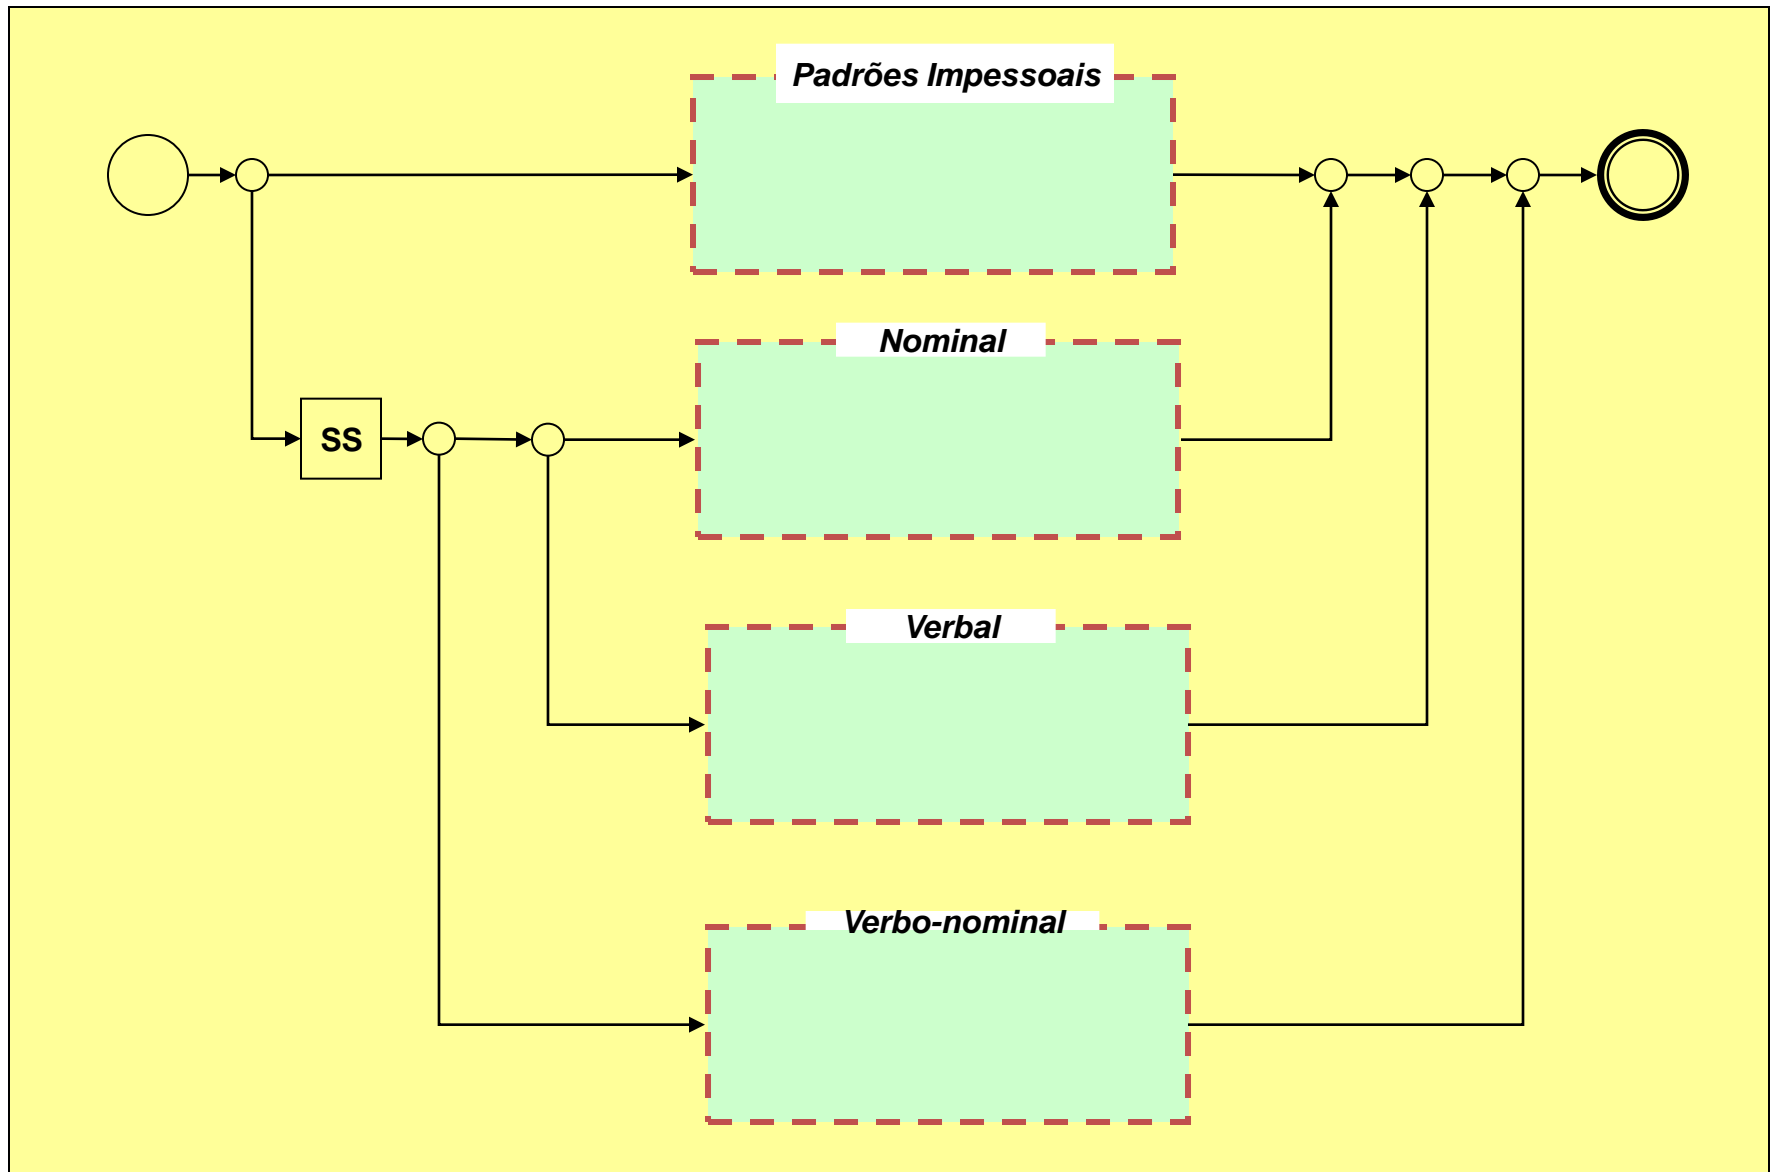 Padrões Impessoais
Nominal
SS
Verbal
Verbo-nominal